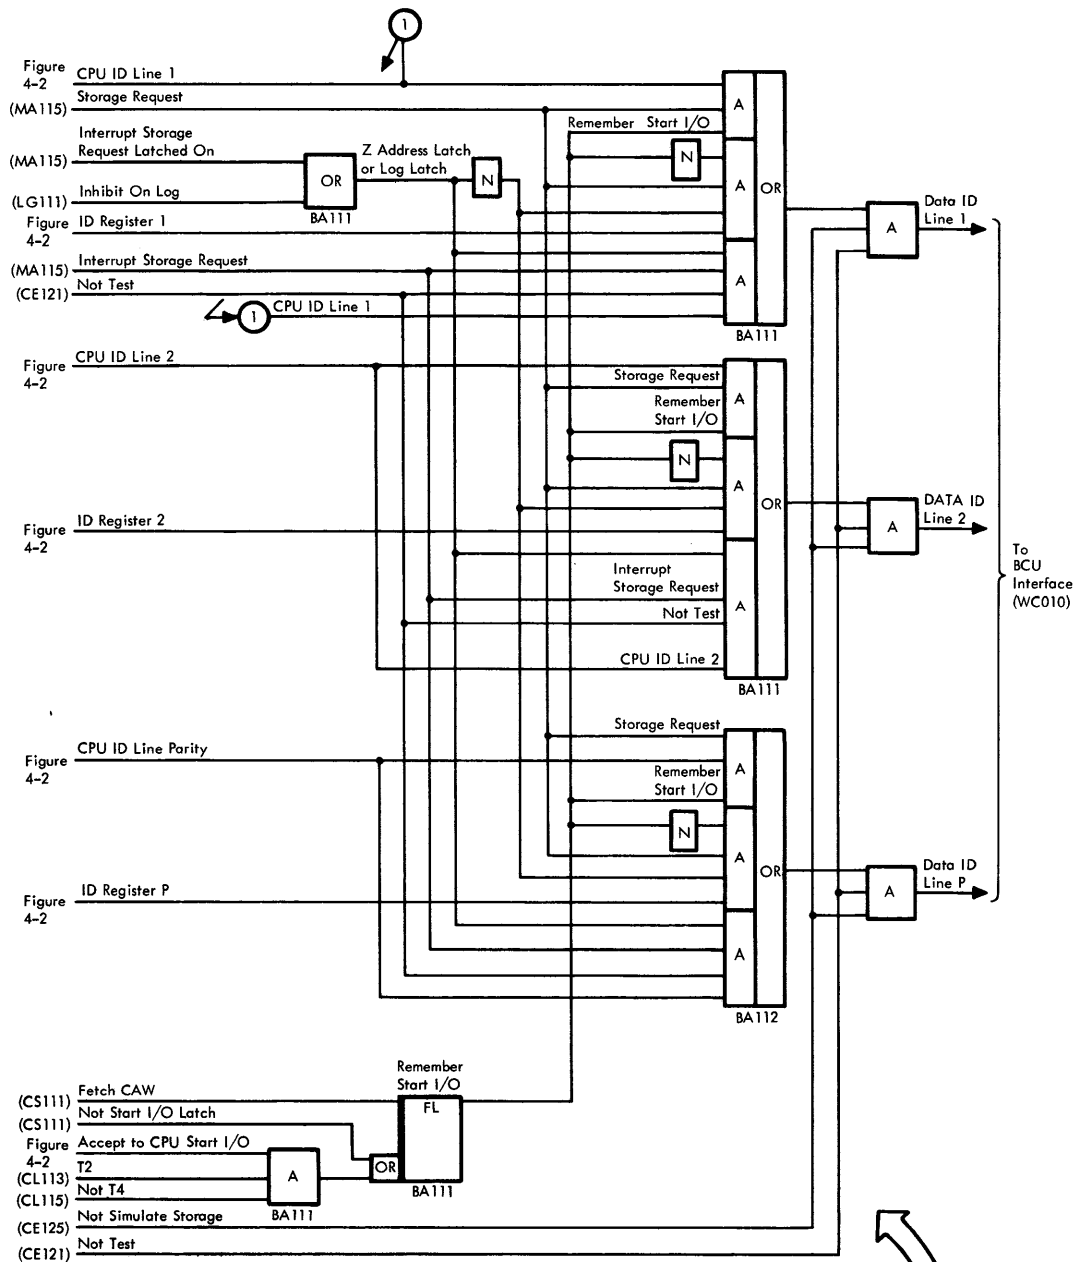 1
Figure
4-2
CPU ID Line 1
Storage Request
(MA115)
A
Remember Start I/O
Interrupt Storage
Request Latched On
(MA115)
OR
Z Address Latch
or Log Latch
N
N
A
OR
Inhibit On Log
(LG111)
BA111
Figure
4-2
ID Register 1
A
Data ID
Line 1
Interrupt Storage Request
(MA115)
A
Not Test
(CE121)
1
CPU ID Line 1
BA111
CPU ID Line 2
Figure
4-2
Storage Request
A
Remember
Start I/O
N
A
OR
ID Register 2
Figure
4-2
A
DATA ID
Line 2
To
BCU
Interface
(WC010)
Interrupt
Storage Request
A
Not Test
CPU ID Line 2
BA111
Storage Request
CPU ID Line Parity
Figure
4-2
A
Remember
Start I/O
N
A
OR
ID Register P
Figure
4-2
A
Data ID
Line P
A
BA112
Remember
Start I/O
FL
Fetch CAW
(CS111)
Not Start I/O Latch
(CS111)
Figure
4-2
Accept to CPU Start I/O
T2
(CL113)
A
OR
BA111
Not T4
(CL115)
BA111
Not Simulate Storage
(CE125)
Not Test
(CE121)